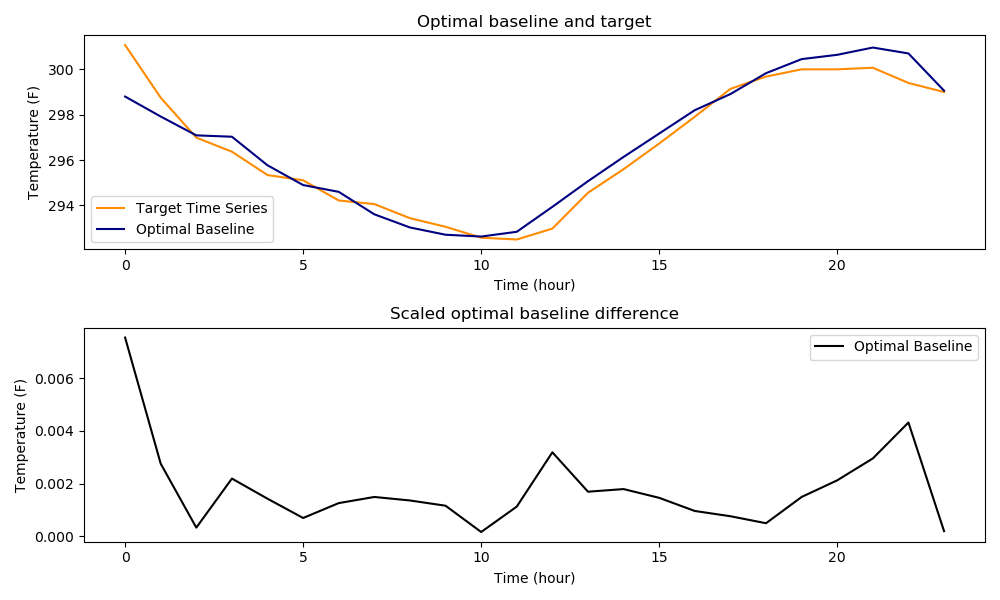 Optimal baseline and target
Temperature (F)
300
298
296
294
Target Time Series
Optimal Baseline
0
5
10
15
20
Time (hour)
Scaled optimal baseline difference
Temperature (F)
0.006
0.004
0.002
0.000
Optimal Baseline
0
5
10
15
20
Time (hour)